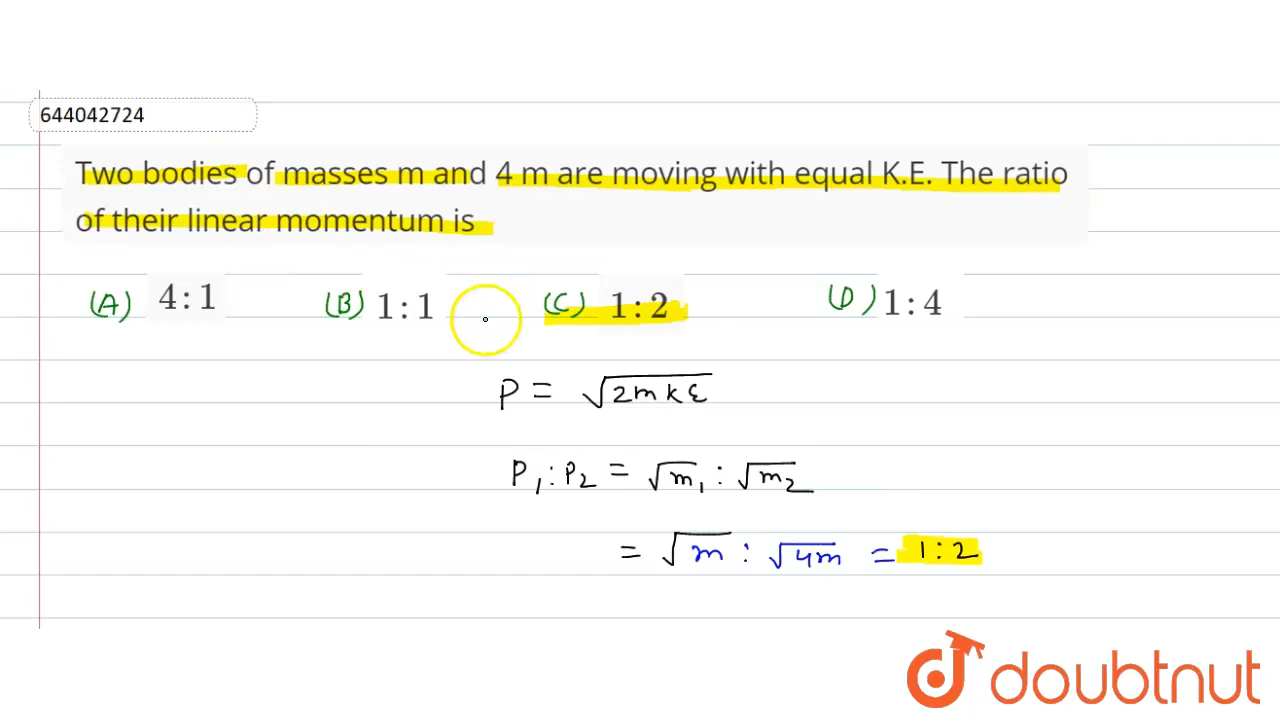 644042724
Two bodies of masses m and 4 m are moving with equal K.E. The ratio
of their linear momentum is
(A) 4 : 1 (B) 1 : 1 (C) 1 : 2 (D) 1 : 4
P = √2mKE
P₁ : P₂ = √m₁ : √m₂
= √m : √4m = 1 : 2
doubtnut